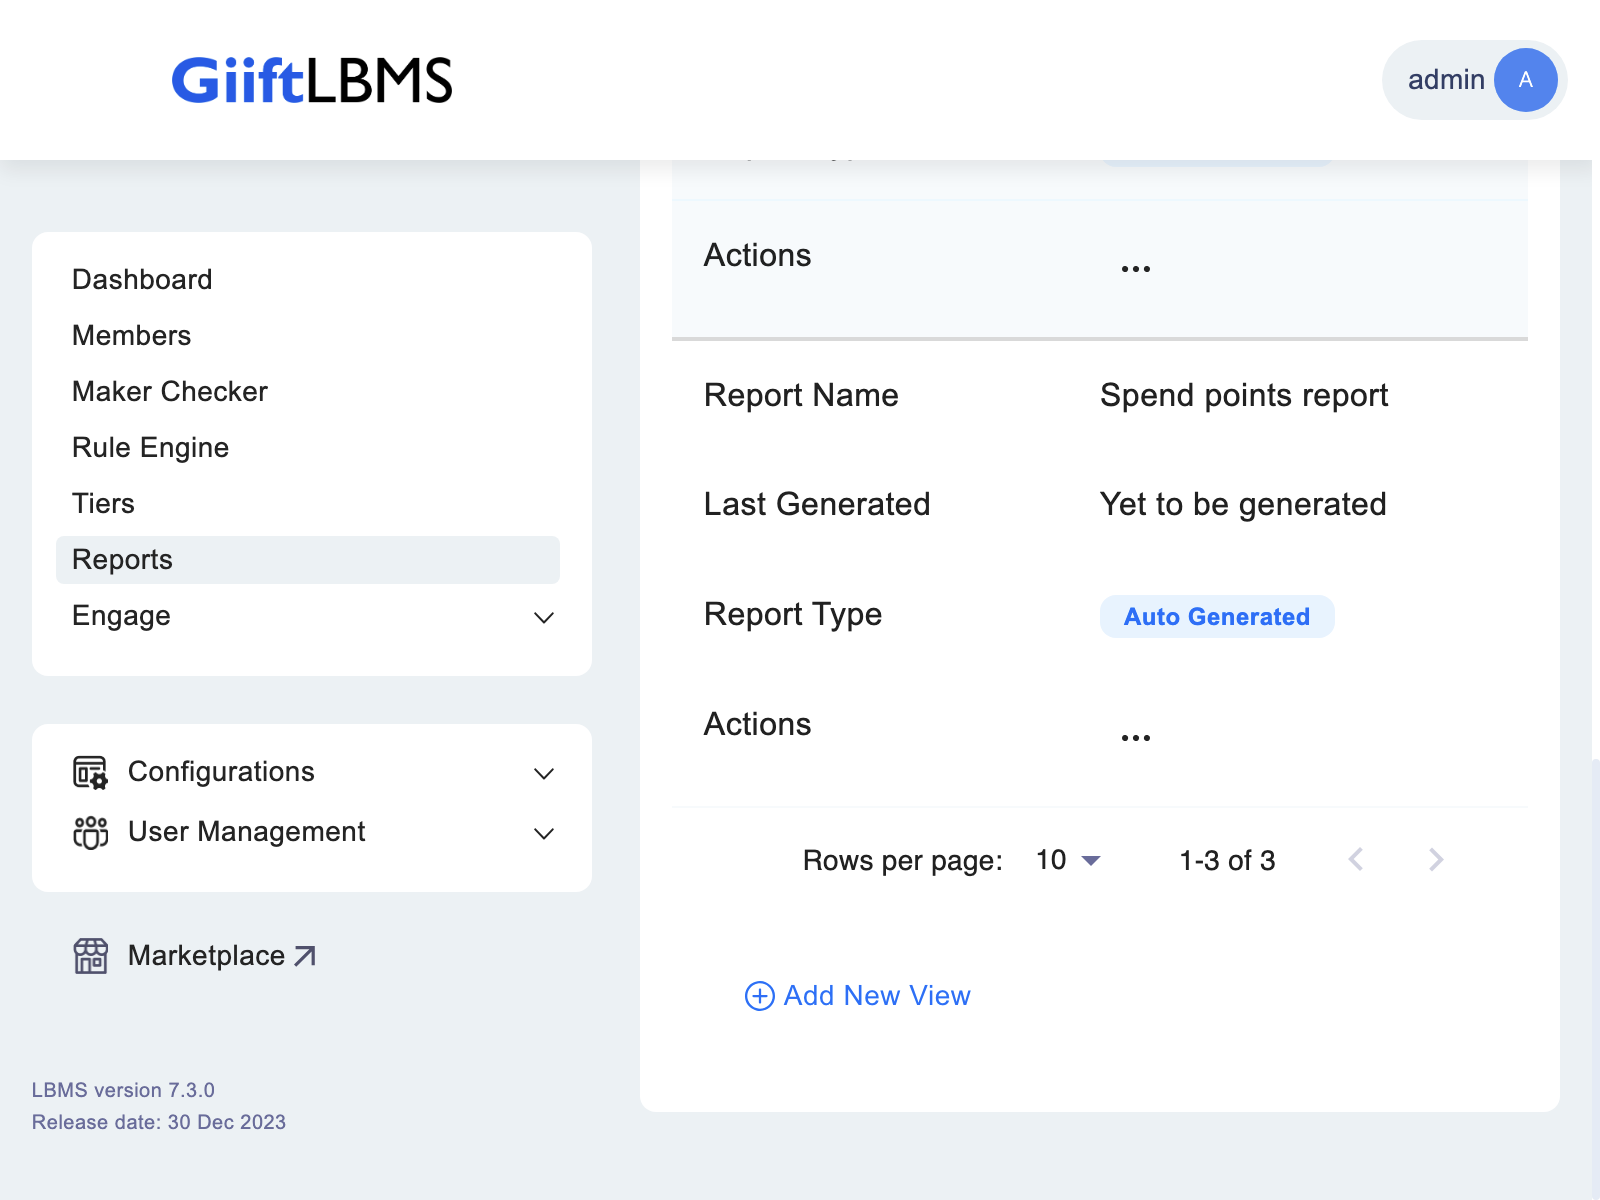 GiiftLBMS
admin A
Dashboard
Members
Maker Checker
Rule Engine
Tiers
Reports
Engage
Configurations
User Management
Marketplace
LBMS version 7.3.0
Release date: 30 Dec 2023
Actions ...
Report Name Spend points report
Last Generated Yet to be generated
Report Type Auto Generated
Actions ...
Rows per page: 10 1-3 of 3
Add New View